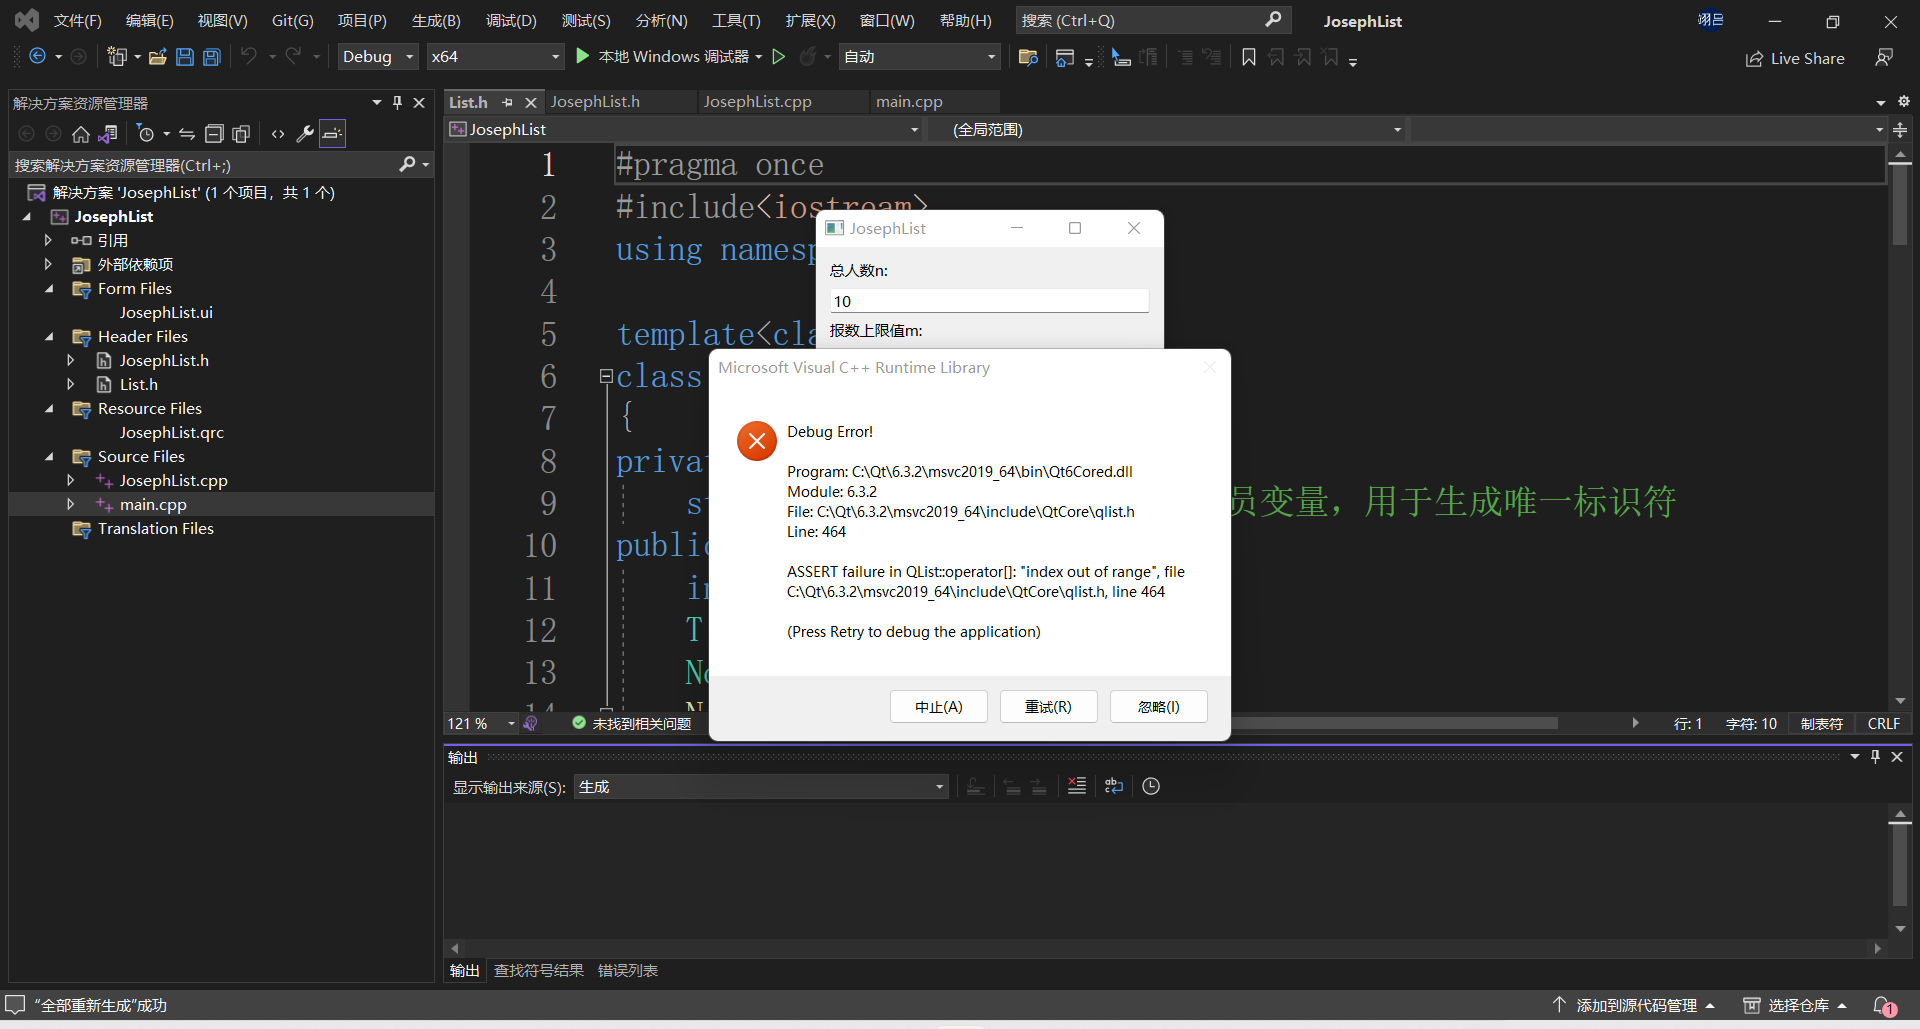 文件(F) 编辑(E) 视图(V) Git(G) 项目(P) 生成(B) 调试(D) 测试(S) 分析(N) 工具(T) 扩展(X) 窗口(W) 帮助(H) 搜索 (Ctrl+Q) JosephList
Debug x64 本地 Windows 调试器 自动 Live Share
解决方案资源管理器
搜索解决方案资源管理器(Ctrl+;)
解决方案 'JosephList' (1 个项目, 共 1 个)
JosephList
引用
外部依赖项
Form Files
JosephList.ui
Header Files
JosephList.h
List.h
Resource Files
JosephList.qrc
Source Files
JosephList.cpp
main.cpp
Translation Files
List.h JosephList.h JosephList.cpp main.cpp
JosephList (全局范围)
1 #pragma once
2 #include<iostream>
3 using namesp
4
5 template<cla
6 class
7 {
8 priva
9 st 员变量，用于生成唯一标识符
10 public
11 in
12 T
13 No
14 N
JosephList
总人数n:
10
报数上限值m:
Microsoft Visual C++ Runtime Library
Debug Error!
Program: C:\Qt\6.3.2\msvc2019_64\bin\Qt6Cored.dll
Module: 6.3.2
File: C:\Qt\6.3.2\msvc2019_64\include\QtCore\qlist.h
Line: 464
ASSERT failure in QList::operator[]: "index out of range", file
C:\Qt\6.3.2\msvc2019_64\include\QtCore\qlist.h, line 464
(Press Retry to debug the application)
中止(A) 重试(R) 忽略(I)
121 % 未找到相关问题 行: 1 字符: 10 制表符 CRLF
输出
显示输出来源(S): 生成
输出 查找符号结果 错误列表
“全部重新生成”成功 添加到源代码管理 选择仓库 1